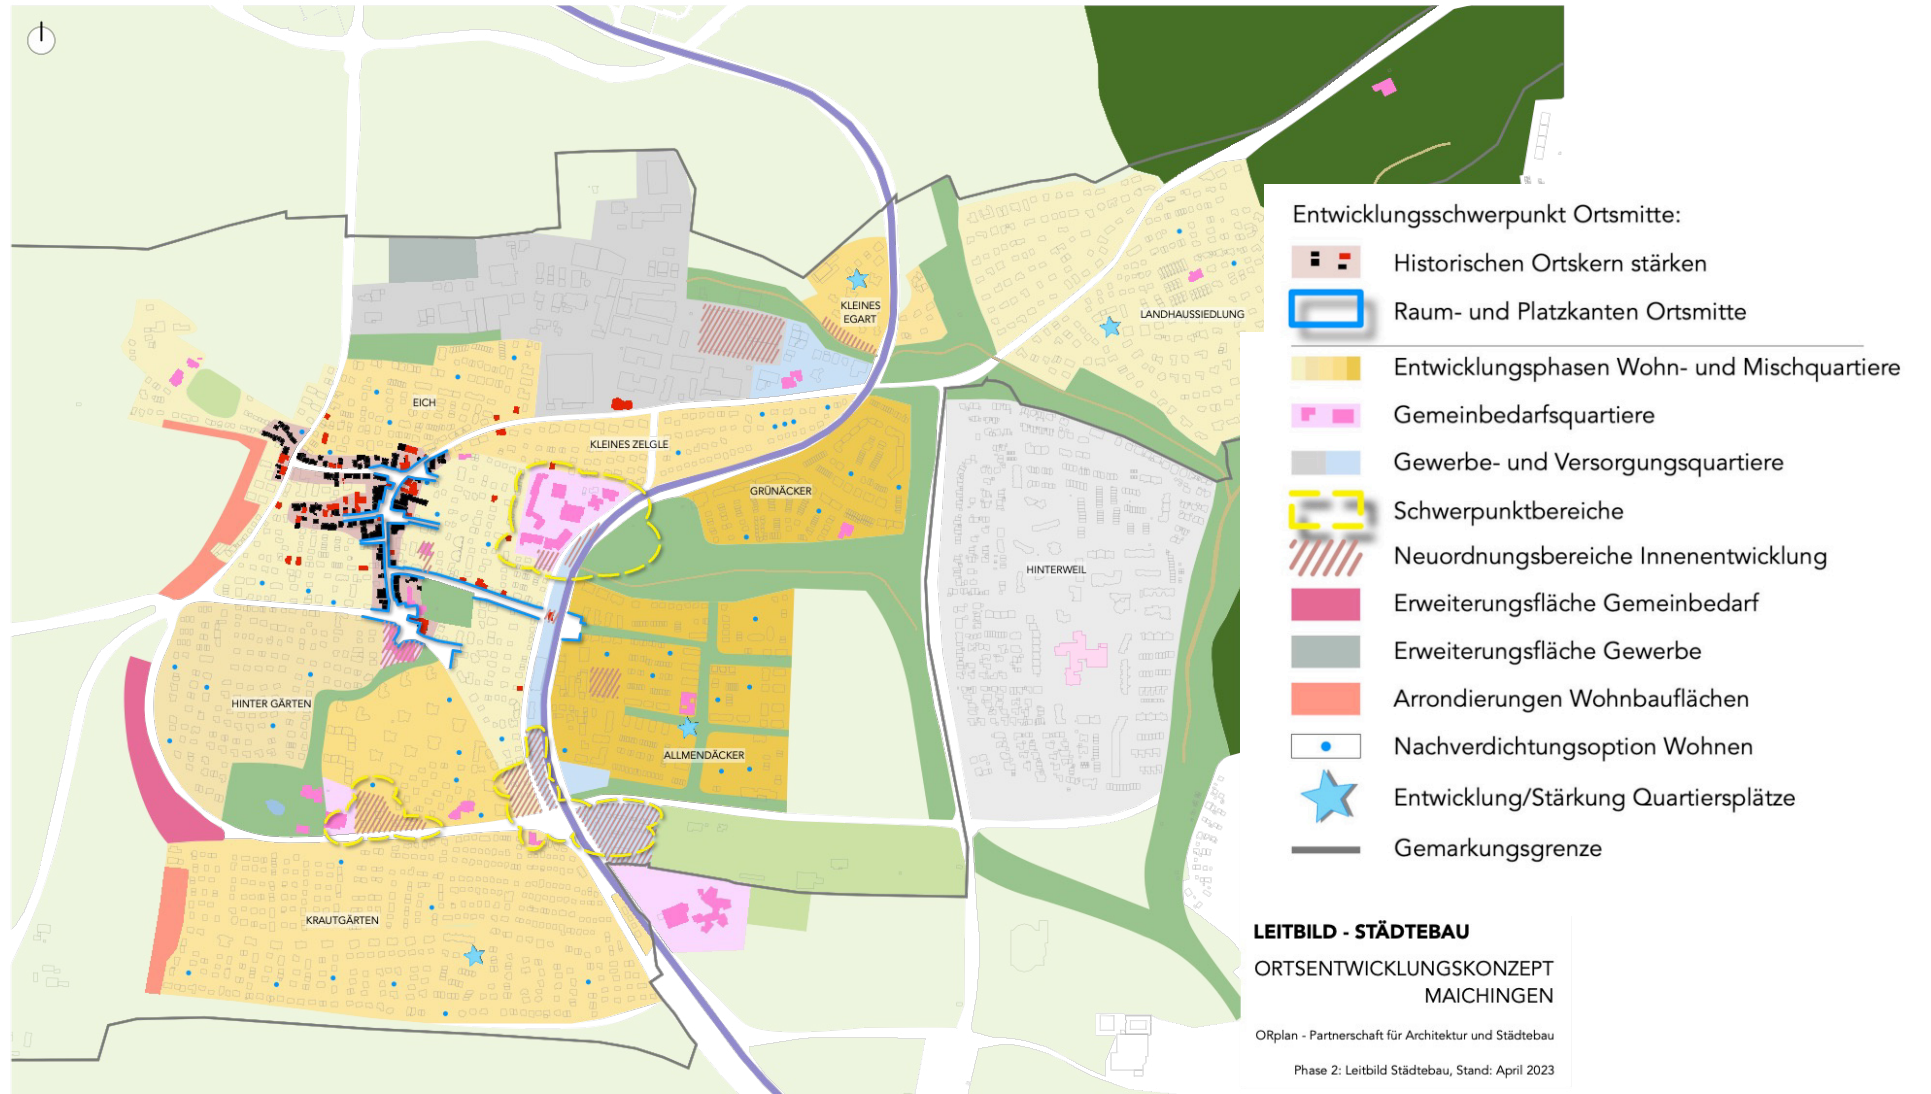 KLEINES
EGART
LANDHAUSSIEDLUNG
EICH
KLEINES ZELGLE
GRÜNÄCKER
HINTERWEIL
HINTER GÄRTEN
ALLMENDÄCKER
KRAUTGÄRTEN
Entwicklungsschwerpunkt Ortsmitte:
Historischen Ortskern stärken
Raum- und Platzkanten Ortsmitte
Entwicklungsphasen Wohn- und Mischquartiere
Gemeinbedarfsquartiere
Gewerbe- und Versorgungsquartiere
Schwerpunktbereiche
Neuordnungsbereiche Innenentwicklung
Erweiterungsfläche Gemeinbedarf
Erweiterungsfläche Gewerbe
Arrondierungen Wohnbauflächen
Nachverdichtungsoption Wohnen
Entwicklung/Stärkung Quartiersplätze
Gemarkungsgrenze
LEITBILD - STÄDTEBAU
ORTSENTWICKLUNGSKONZEPT
MAICHINGEN
ORplan - Partnerschaft für Architektur und Städtebau
Phase 2: Leitbild Städtebau, Stand: April 2023